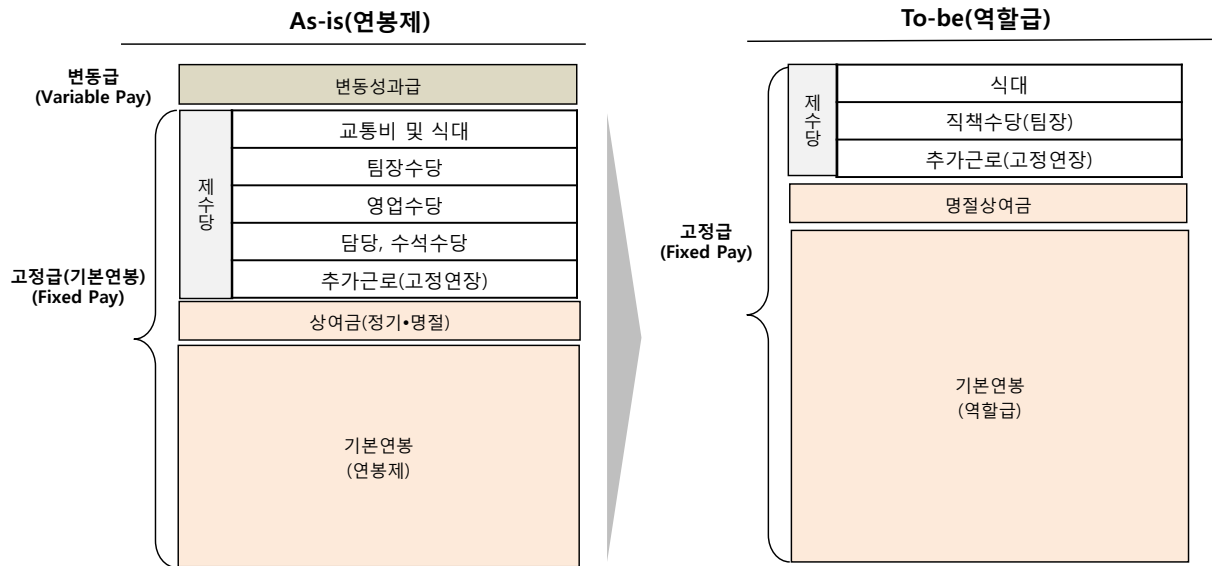 As-is(연봉제)
변동급
(Variable Pay)
변동성과급
고정급(기본연봉)
(Fixed Pay)
제수당
교통비 및 식대
팀장수당
영업수당
담당, 수석수당
추가근로(고정연장)
상여금(정기•명절)
기본연봉
(연봉제)
To-be(역할급)
고정급
(Fixed Pay)
제수당
식대
직책수당(팀장)
추가근로(고정연장)
명절상여금
기본연봉
(역할급)